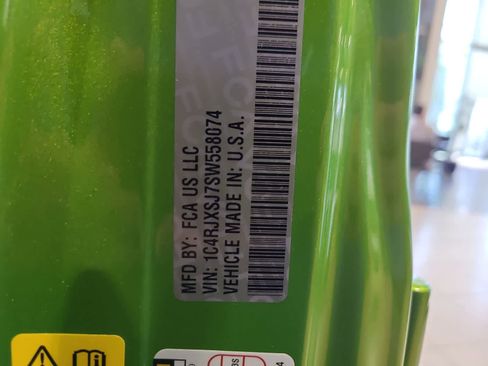 MFD BY: FCA US LLC
VIN: 1C4RJXSJ7SW558074
VEHICLE MADE IN: U.S.A.